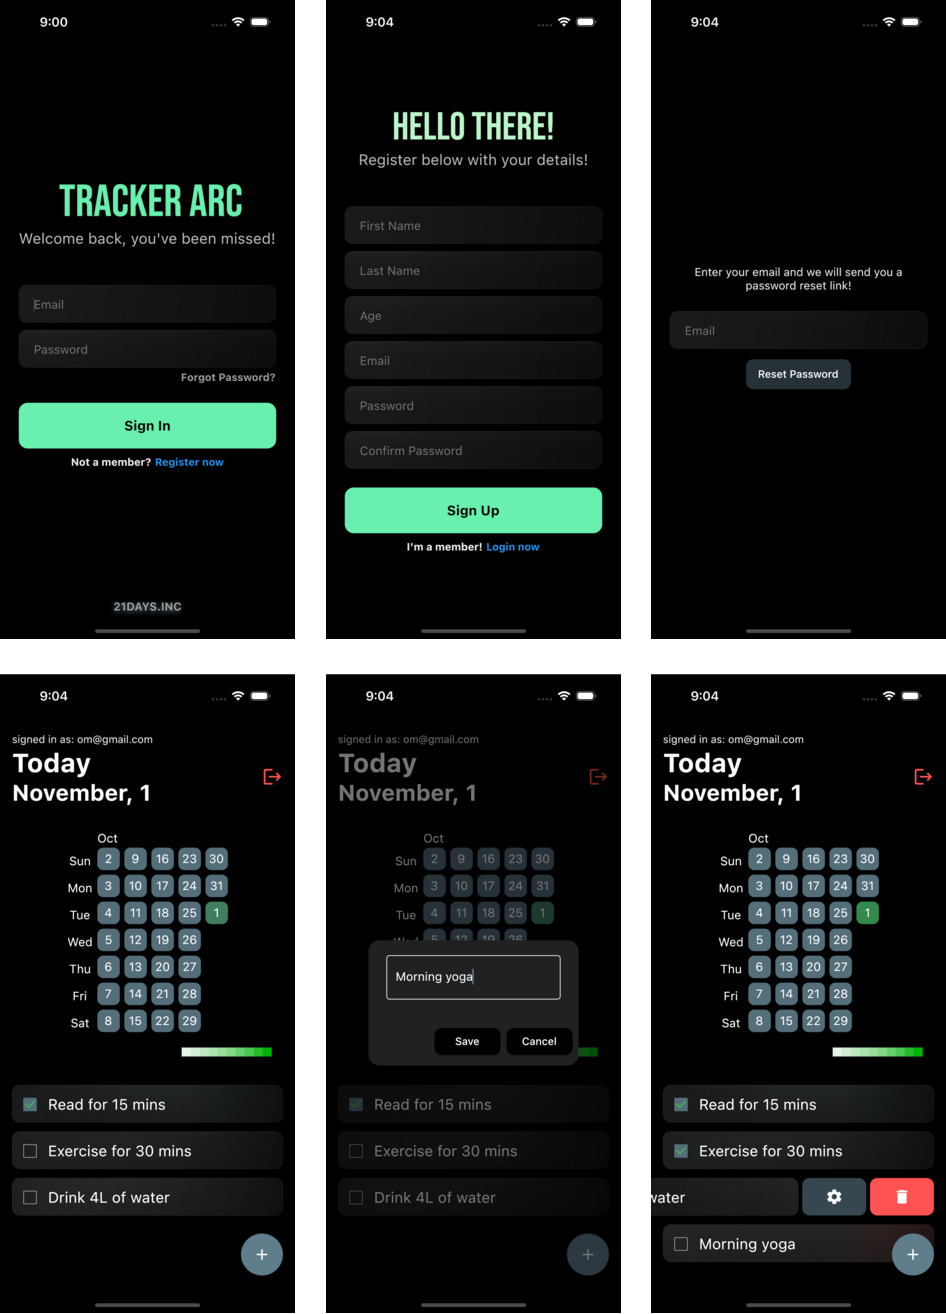 9:00
TRACKER ARC
Welcome back, you've been missed!
Email
Password
Forgot Password?
Sign In
Not a member? Register now
21DAYS.INC
9:04
HELLO THERE!
Register below with your details!
First Name
Last Name
Age
Email
Password
Confirm Password
Sign Up
I'm a member! Login now
9:04
Enter your email and we will send you a
password reset link!
Email
Reset Password
9:04
signed in as: om@gmail.com
Today
November, 1
Oct
Sun 2 9 16 23 30
Mon 3 10 17 24 31
Tue 4 11 18 25 1
Wed 5 12 19 26
Thu 6 13 20 27
Fri 7 14 21 28
Sat 8 15 22 29
Read for 15 mins
Exercise for 30 mins
Drink 4L of water
+
9:04
signed in as: om@gmail.com
Today
November, 1
Oct
Sun 2 9 16 23 30
Mon 3 10 17 24 31
Tue 4 11 18 25 1
Wed 5 12 19 26
Morning yoga
Save Cancel
Read for 15 mins
Exercise for 30 mins
Drink 4L of water
+
9:04
signed in as: om@gmail.com
Today
November, 1
Oct
Sun 2 9 16 23 30
Mon 3 10 17 24 31
Tue 4 11 18 25 1
Wed 5 12 19 26
Thu 6 13 20 27
Fri 7 14 21 28
Sat 8 15 22 29
Read for 15 mins
Exercise for 30 mins
water
Morning yoga
+